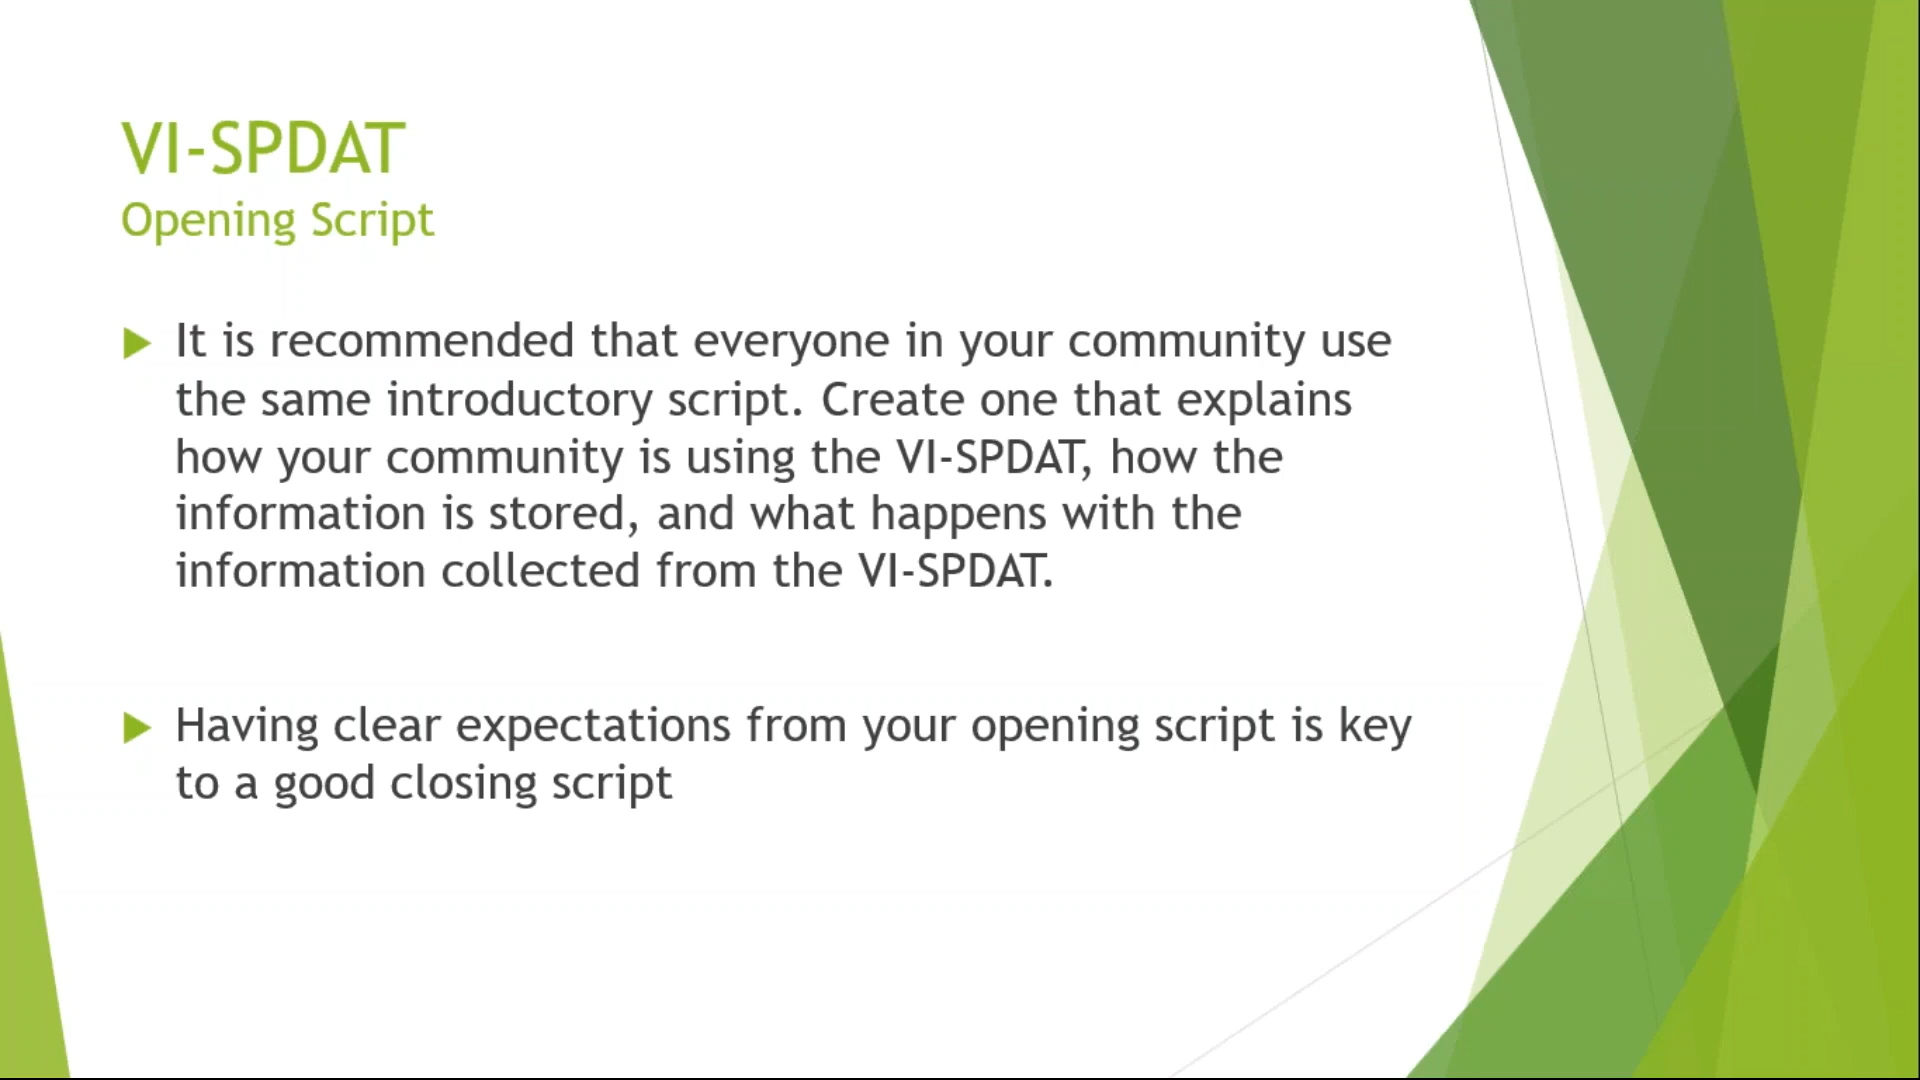 VI-SPDAT
Opening Script
It is recommended that everyone in your community use
the same introductory script. Create one that explains
how your community is using the VI-SPDAT, how the
information is stored, and what happens with the
information collected from the VI-SPDAT.
Having clear expectations from your opening script is key
to a good closing script